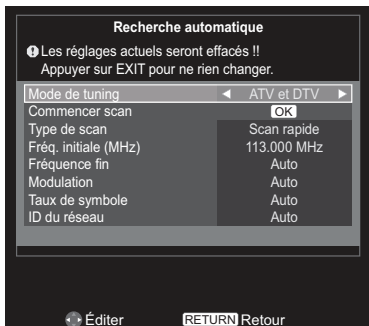 Recherche automatique
Les réglages actuels seront effacés !!
Appuyer sur EXIT pour ne rien changer.
Mode de tuning ATV et DTV
Commencer scan OK
Type de scan Scan rapide
Fréq. initiale (MHz) 113.000 MHz
Fréquence fin Auto
Modulation Auto
Taux de symbole Auto
ID du réseau Auto
Éditer RETURN Retour